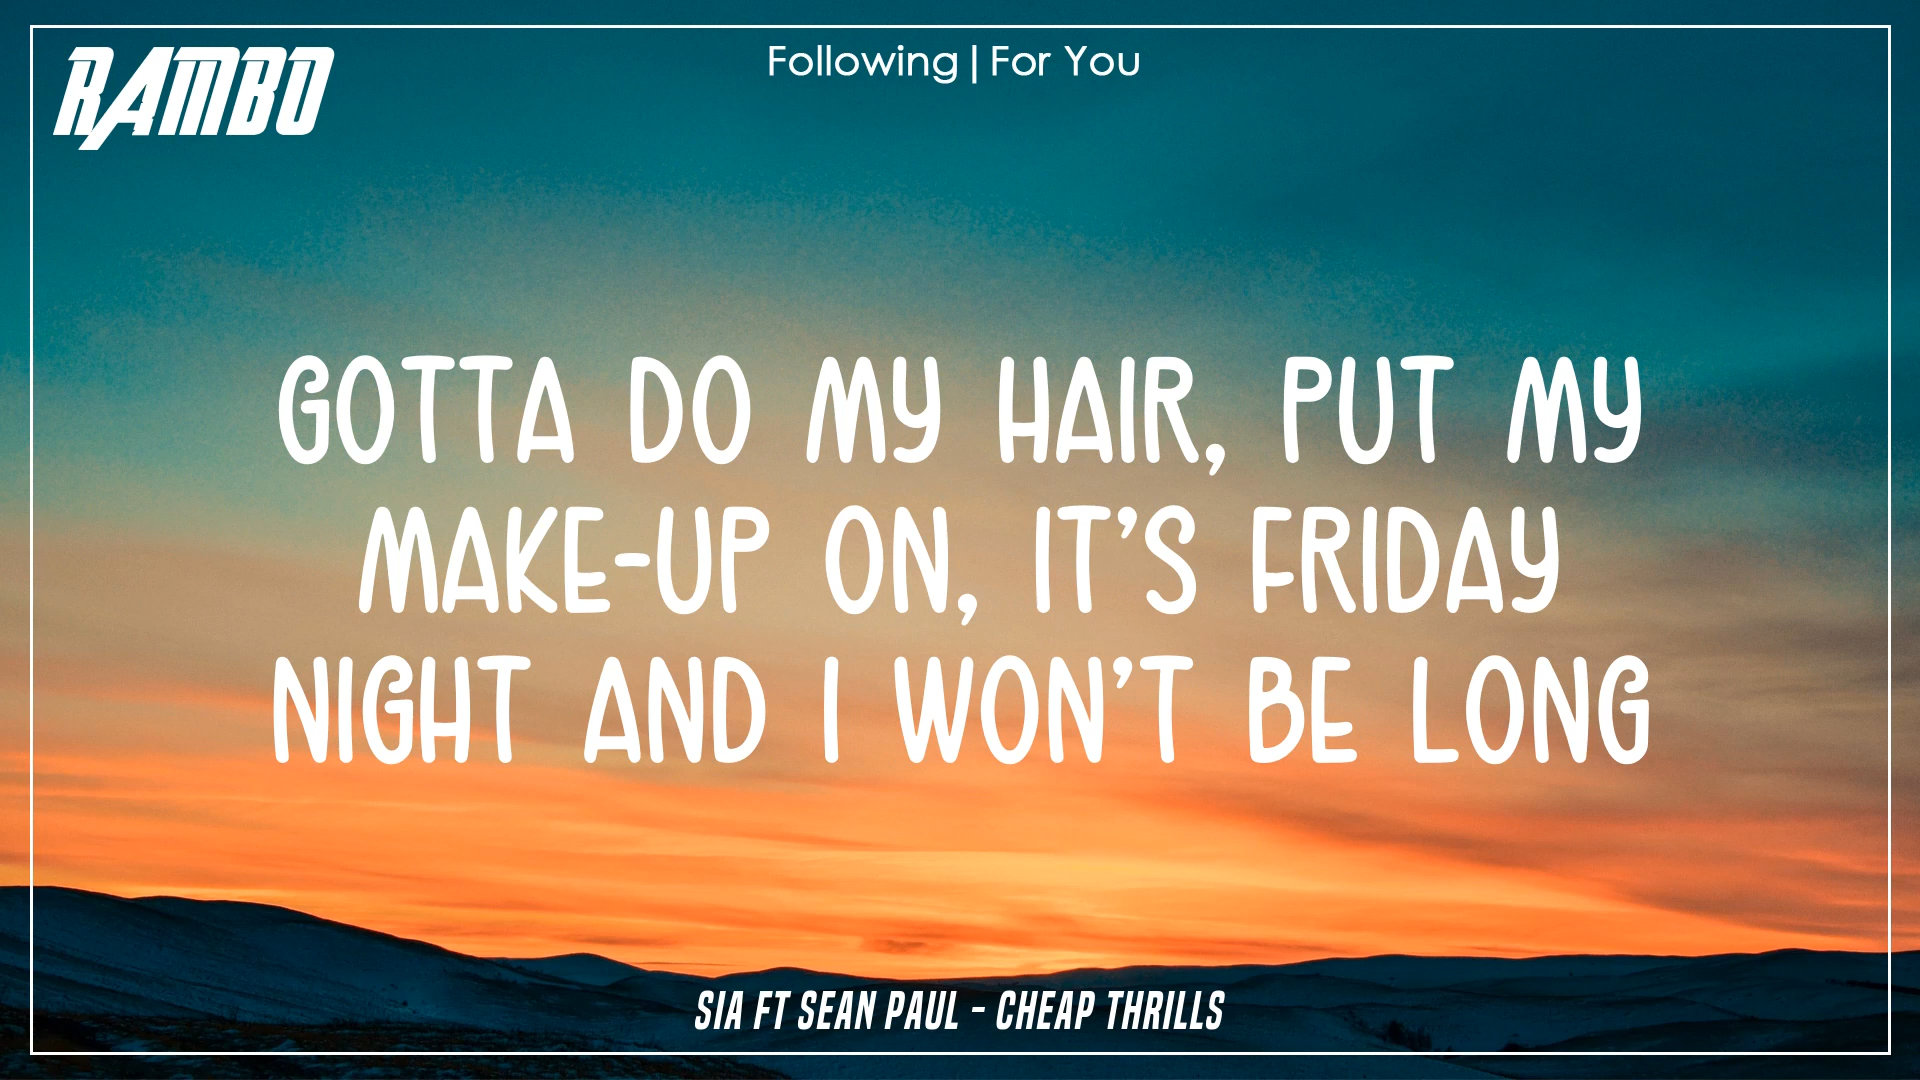 RAMBO
Following | For You
GOTTA DO MY HAIR, PUT MY
MAKE-UP ON, IT'S FRIDAY
NIGHT AND I WON'T BE LONG
SIA FT SEAN PAUL - CHEAP THRILLS